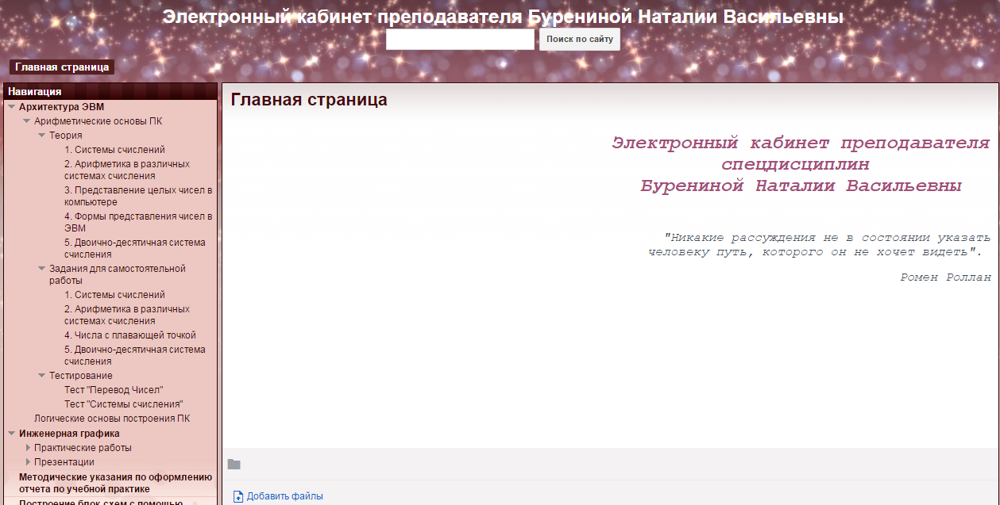 Электронный кабинет преподавателя Бурениной Наталии Васильевны
Поиск по сайту
Главная страница
Навигация
Архитектура ЭВМ
Арифметические основы ПК
Теория
1. Системы счислений
2. Арифметика в различных
системах счисления
3. Представление целых чисел в
компьютере
4. Формы представления чисел в
ЭВМ
5. Двоично-десятичная система
счисления
Задания для самостоятельной
работы
1. Системы счислений
2. Арифметика в различных
системах счисления
4. Числа с плавающей точкой
5. Двоично-десятичная система
счисления
Тестирование
Тест "Перевод Чисел"
Тест "Системы счисления"
Логические основы построения ПК
Инженерная графика
Практические работы
Презентации
Методические указания по оформлению
отчета по учебной практике
Построение блок схем с помощью
Главная страница
Электронный кабинет преподавателя
спецдисциплин
Бурениной Наталии Васильевны
"Никакие рассуждения не в состоянии указать
человеку путь, которого он не хочет видеть".
Ромен Роллан
Добавить файлы